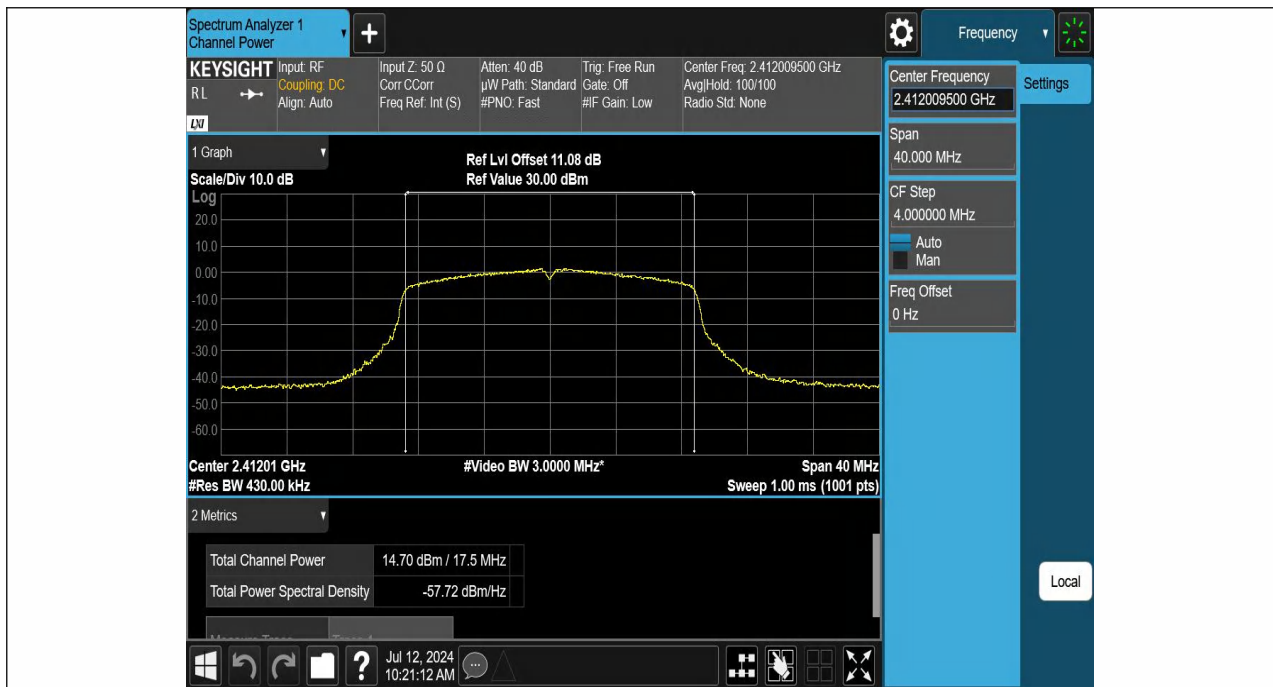 Spectrum Analyzer 1
Channel Power
+
Frequency
KEYSIGHT
R L
LXI
Input: RF
Coupling: DC
Align: Auto
Input Z: 50 Ω
Corr CCorr
Freq Ref: Int (S)
Atten: 40 dB
µW Path: Standard
#PNO: Fast
Trig: Free Run
Gate: Off
#IF Gain: Low
Center Freq: 2.412009500 GHz
Avg|Hold: 100/100
Radio Std: None
Center Frequency
2.412009500 GHz
Settings
Span
40.000 MHz
CF Step
4.000000 MHz
Auto
Man
Freq Offset
0 Hz
Local
1 Graph
Scale/Div 10.0 dB
Ref Lvl Offset 11.08 dB
Ref Value 30.00 dBm
Log
20.0
10.0
0.00
-10.0
-20.0
-30.0
-40.0
-50.0
-60.0
Center 2.41201 GHz
#Res BW 430.00 kHz
#Video BW 3.0000 MHz*
Span 40 MHz
Sweep 1.00 ms (1001 pts)
2 Metrics
Total Channel Power 14.70 dBm / 17.5 MHz
Total Power Spectral Density -57.72 dBm/Hz
?
Jul 12, 2024
10:21:12 AM